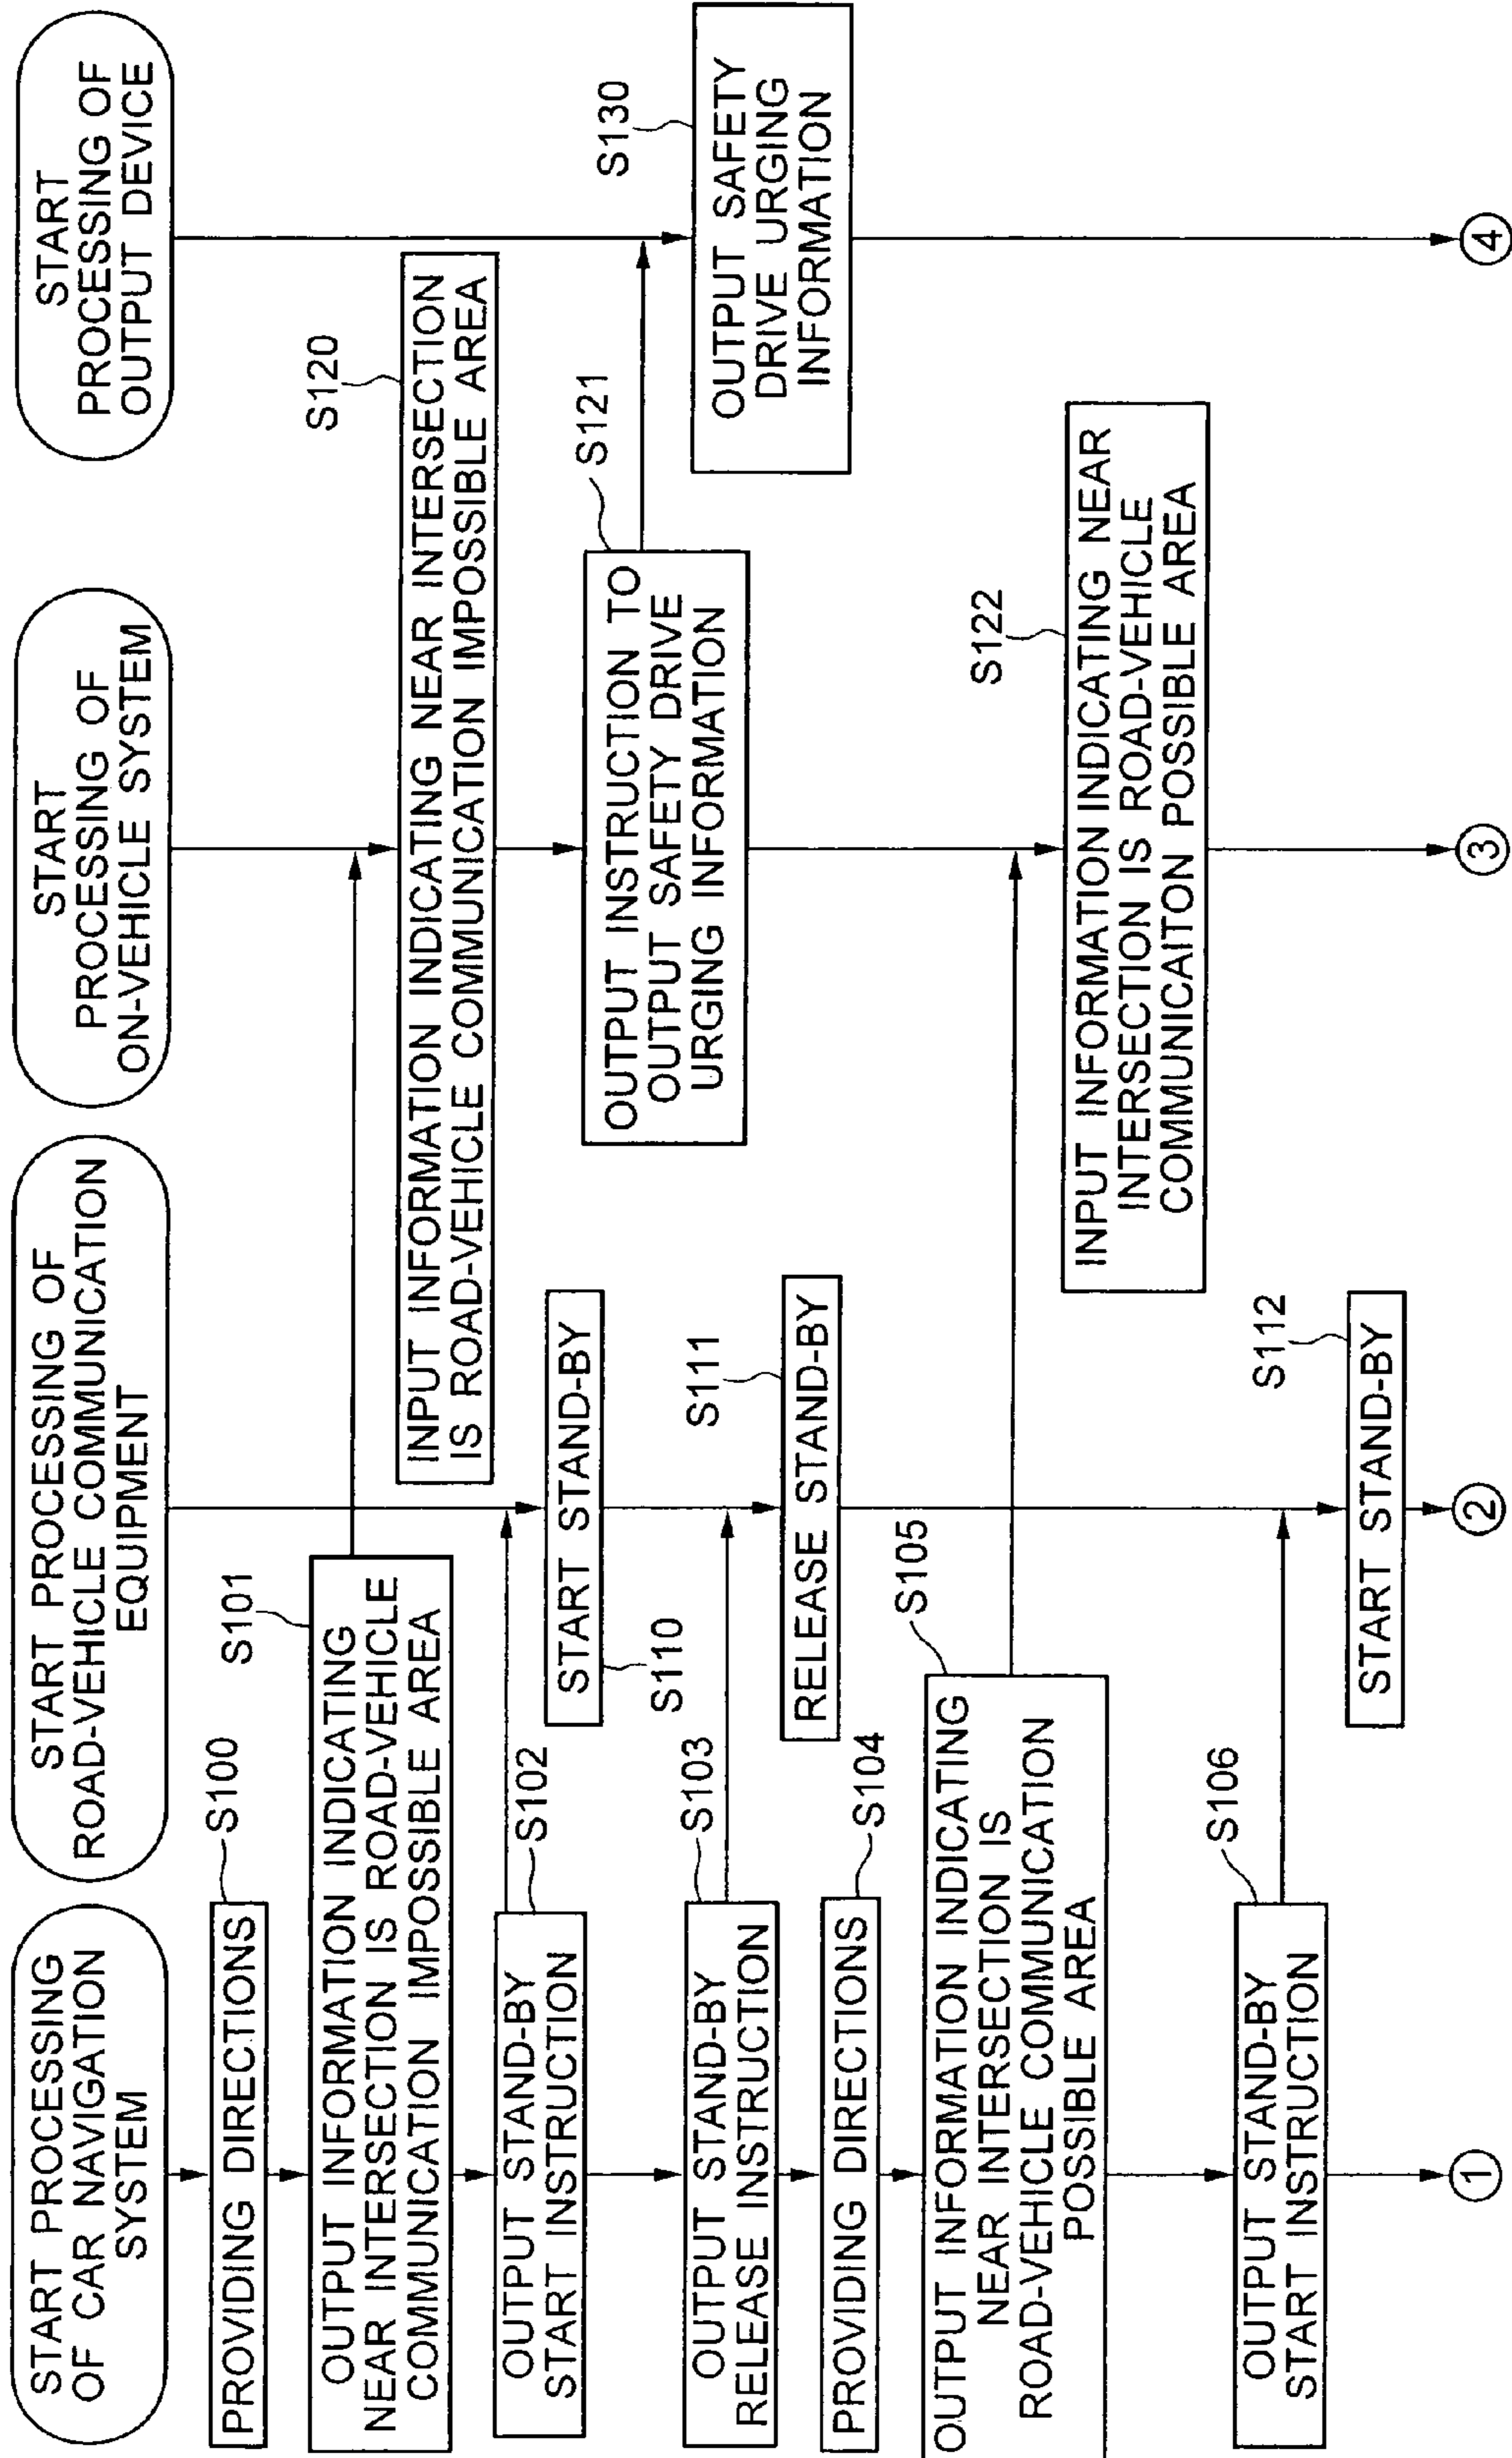 START PROCESSING
OF CAR NAVIGATION
SYSTEM
PROVIDING DIRECTIONS
S100
OUTPUT INFORMATION INDICATING
NEAR INTERSECTION IS ROAD-VEHICLE
COMMUNICATION IMPOSSIBLE AREA
S101
OUTPUT STAND-BY
START INSTRUCTION
S102
OUTPUT STAND-BY
RELEASE INSTRUCTION
S103
PROVIDING DIRECTIONS
S104
OUTPUT INFORMATION INDICATING
NEAR INTERSECTION IS
ROAD-VEHICLE COMMUNICATION
POSSIBLE AREA
S105
OUTPUT STAND-BY
START INSTRUCTION
S106
1
START PROCESSING OF
ROAD-VEHICLE COMMUNICATION
EQUIPMENT
START STAND-BY
S110
RELEASE STAND-BY
S111
START STAND-BY
S112
2
START
PROCESSING OF
ON-VEHICLE SYSTEM
S120
INPUT INFORMATION INDICATING NEAR INTERSECTION
IS ROAD-VEHICLE COMMUNICATION IMPOSSIBLE AREA
OUTPUT INSTRUCTION TO
OUTPUT SAFETY DRIVE
URGING INFORMATION
S121
S122
INPUT INFORMATION INDICATING NEAR
INTERSECTION IS ROAD-VEHICLE
COMMUNICAITON POSSIBLE AREA
3
START
PROCESSING OF
OUTPUT DEVICE
S130
OUTPUT SAFETY
DRIVE URGING
INFORMATION
4